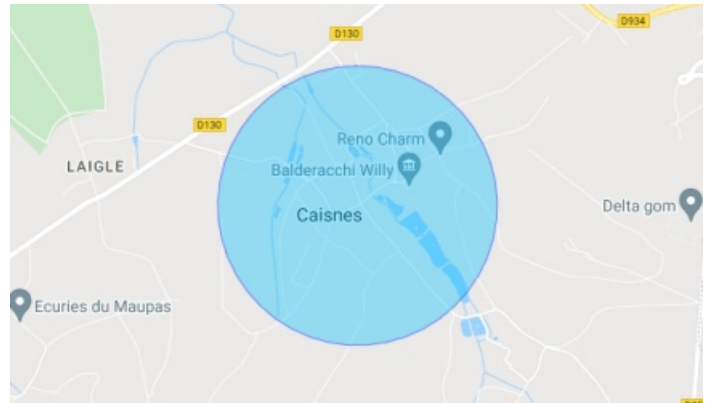 D130
D934
D130
Reno Charm
LAIGLE
Balderacchi Willy
Caisnes
Delta gom
Ecuries du Maupas